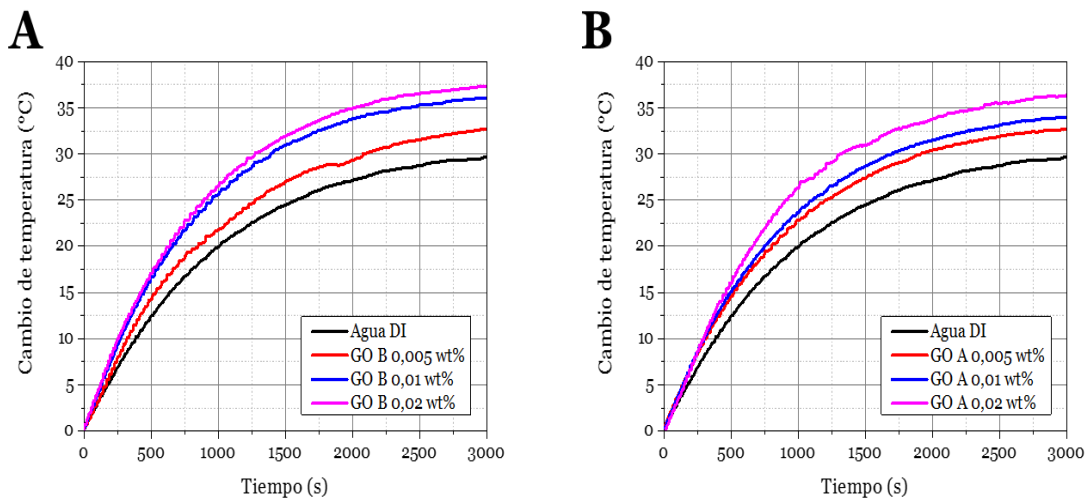 A
Cambio de temperatura (°C)
40
35
30
25
20
15
10
5
0
0 500 1000 1500 2000 2500 3000
Tiempo (s)
Agua DI
GO B 0,005 wt%
GO B 0,01 wt%
GO B 0,02 wt%
B
Cambio de temperatura (°C)
40
35
30
25
20
15
10
5
0
0 500 1000 1500 2000 2500 3000
Tiempo (s)
Agua DI
GO A 0,005 wt%
GO A 0,01 wt%
GO A 0,02 wt%